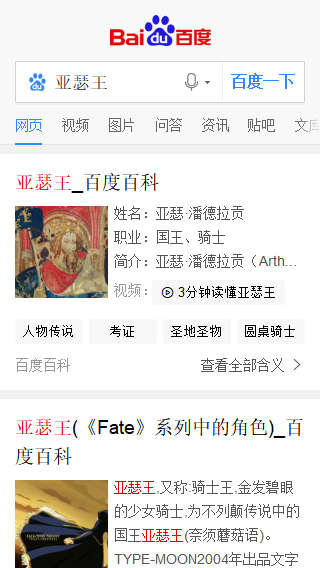 Bai du 百度
亚瑟王 百度一下
网页 视频 图片 问答 资讯 贴吧 文库
亚瑟王_百度百科
姓名：亚瑟·潘德拉贡
职业：国王、骑士
简介：亚瑟·潘德拉贡（Arth...
视频： 3分钟读懂亚瑟王
人物传说 考证 圣地圣物 圆桌骑士
百度百科 查看全部含义
亚瑟王(《Fate》系列中的角色)_百
度百科
亚瑟王,又称:骑士王,金发碧眼
的少女骑士,为不列颠传说中的
国王亚瑟王(奈须蘑菇语)。
TYPE-MOON2004年出品文字